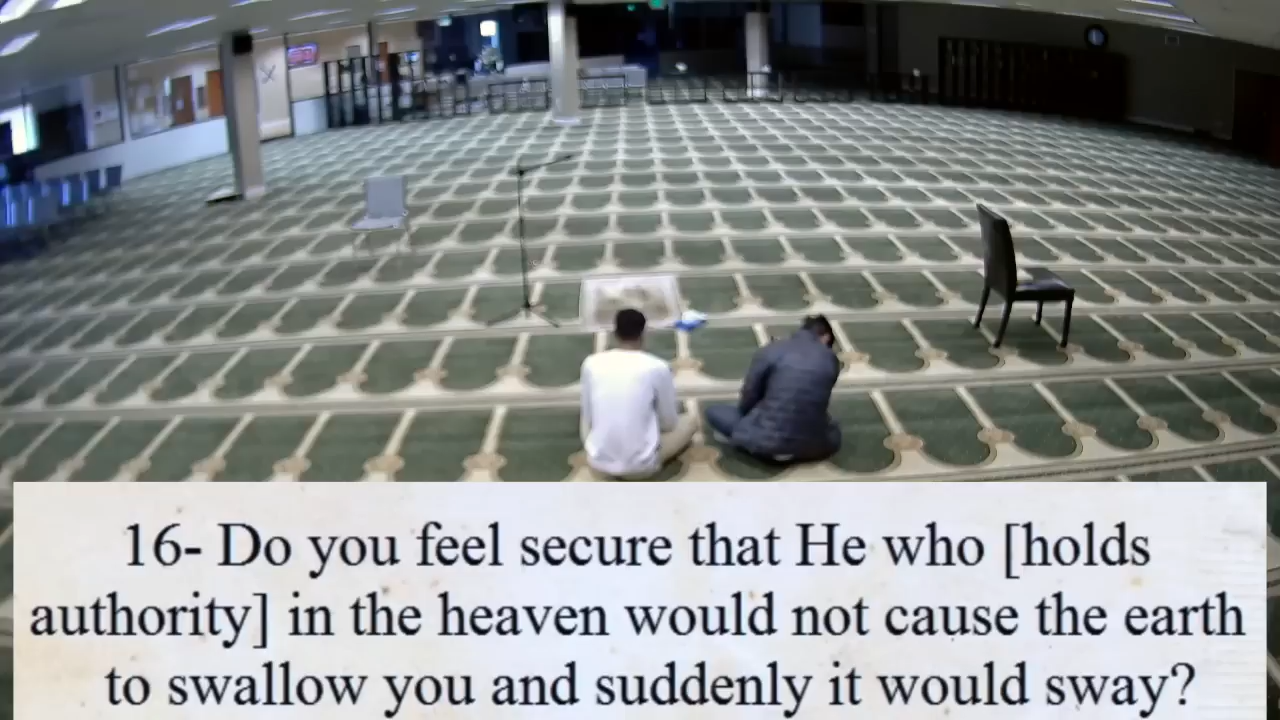 16- Do you feel secure that He who [holds
authority] in the heaven would not cause the earth
to swallow you and suddenly it would sway?